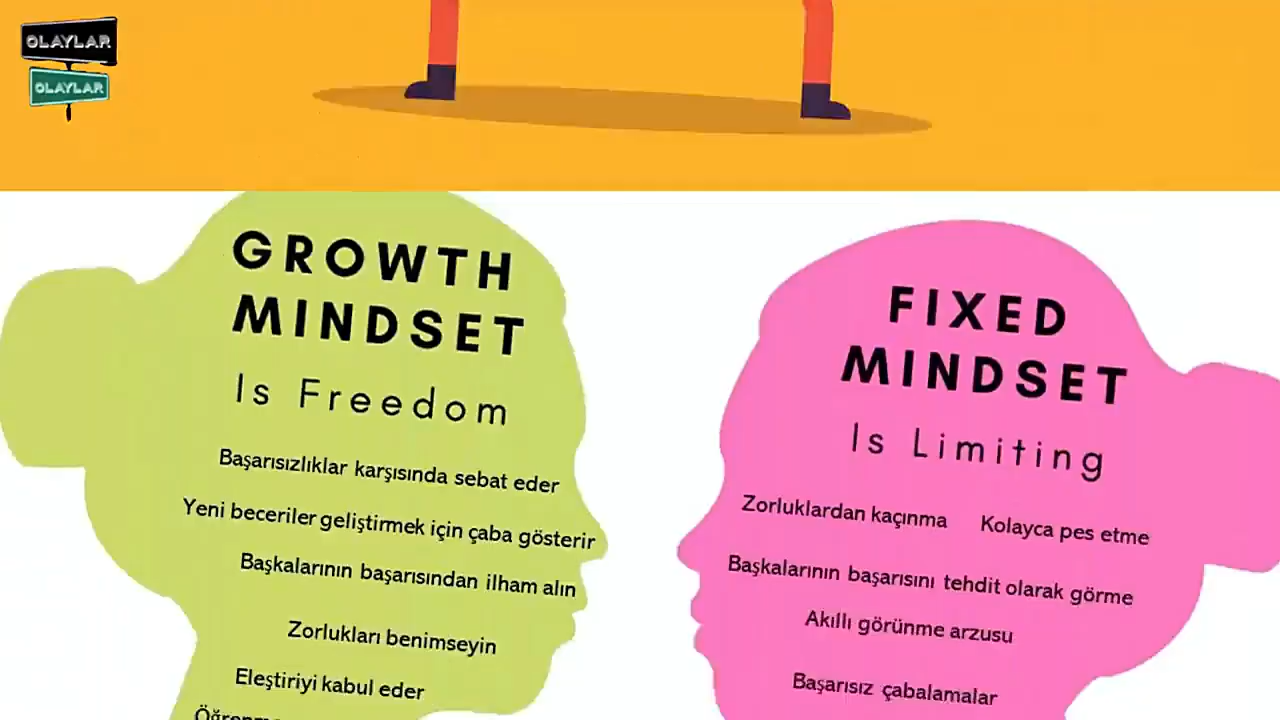 OLAYLAR
OLAYLAR
GROWTH
MINDSET
Is Freedom
Başarısızlıklar karşısında sebat eder
Yeni beceriler geliştirmek için çaba gösterir
Başkalarının başarısından ilham alın
Zorlukları benimseyin
Eleştiriyi kabul eder
FIXED
MINDSET
Is Limiting
Zorluklardan kaçınma Kolayca pes etme
Başkalarının başarısını tehdit olarak görme
Akıllı görünme arzusu
Başarısız çabalamalar